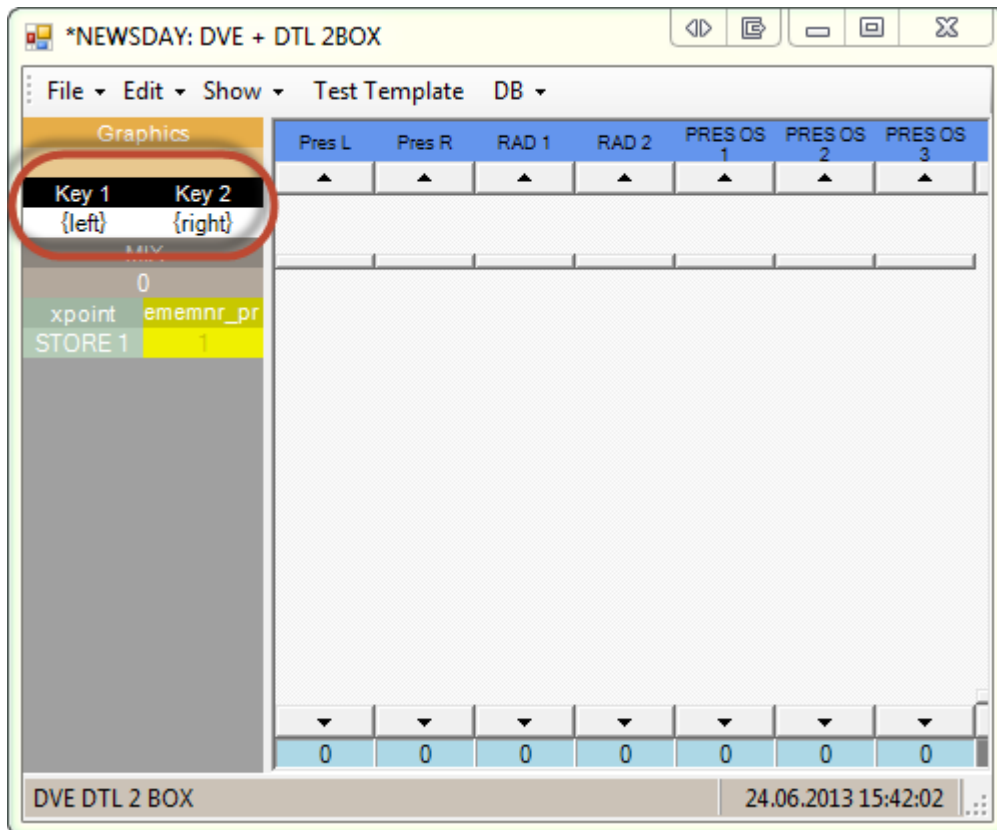 *NEWSDAY: DVE + DTL 2BOX
File Edit Show Test Template DB
Graphics
Key 1 Key 2
{left} {right}
MIX
0
xpoint ememnr_pr
STORE 1 1
Pres L Pres R RAD 1 RAD 2 PRES OS 1 PRES OS 2 PRES OS 3
0 0 0 0 0 0 0
DVE DTL 2 BOX 24.06.2013 15:42:02